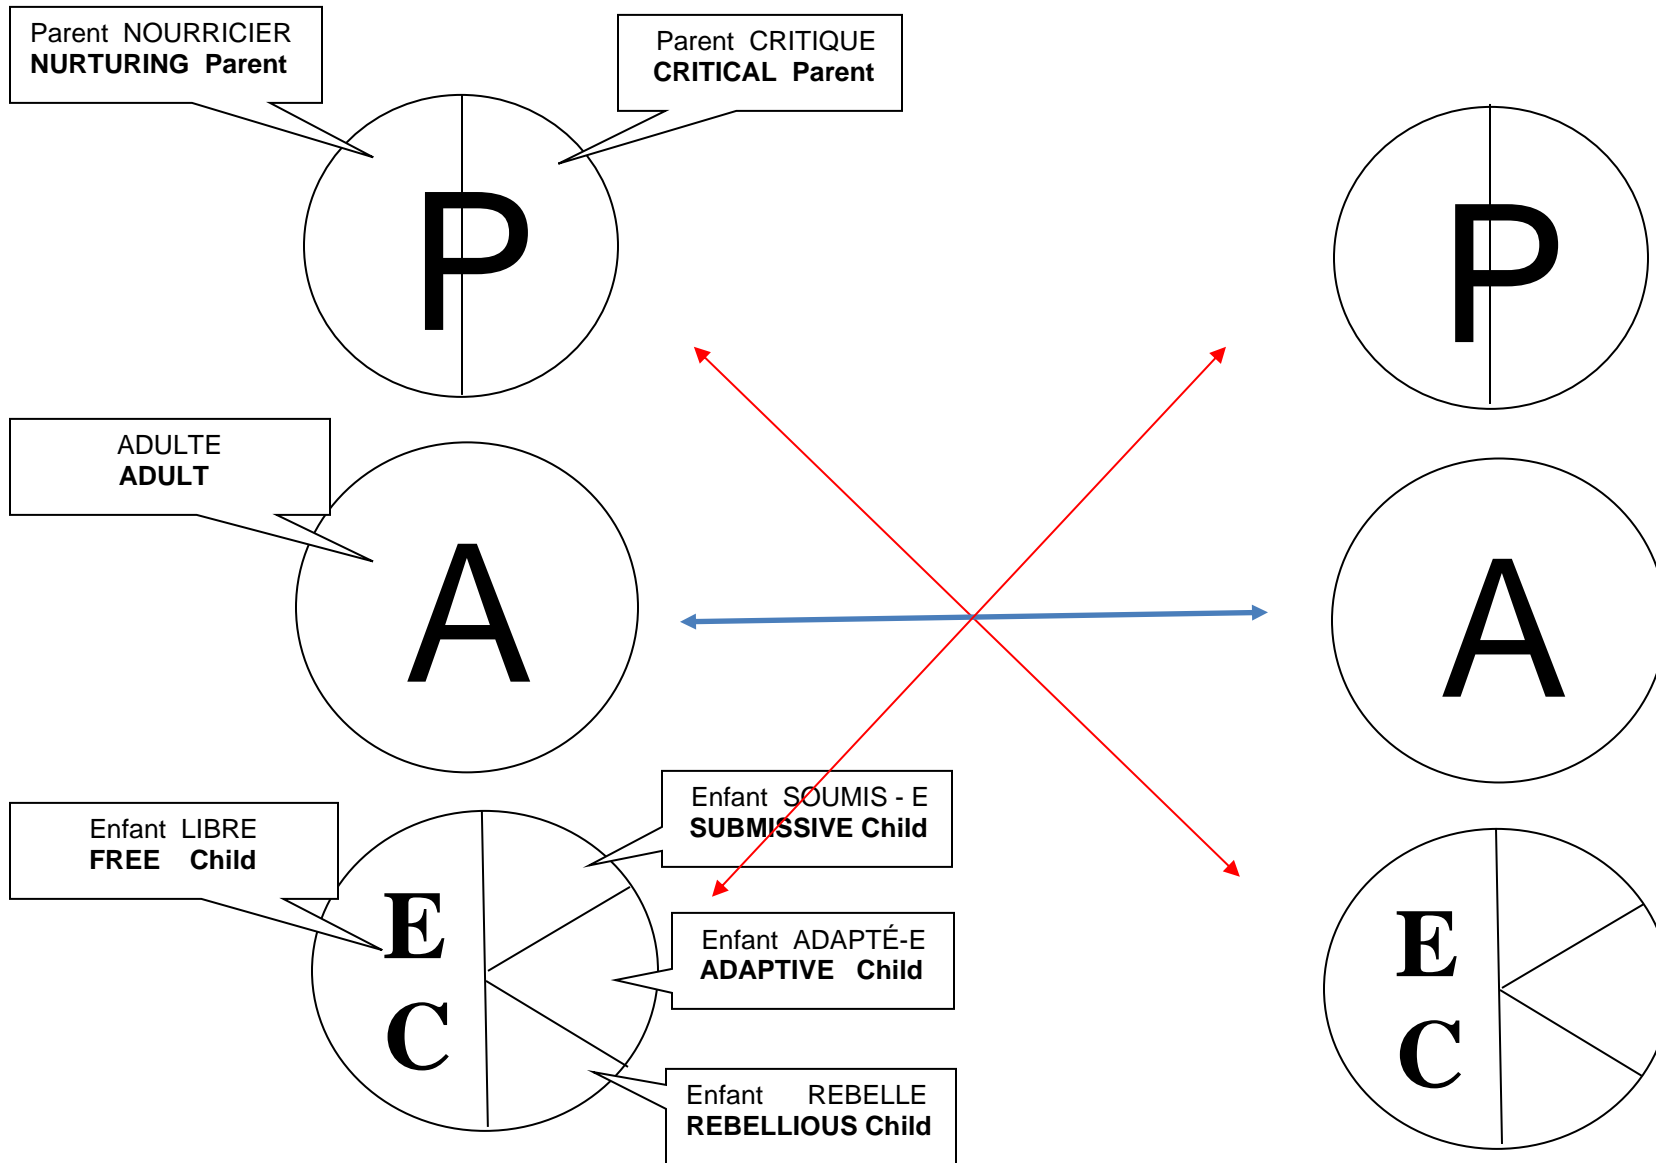 Parent NOURRICIER
NURTURING Parent
Parent CRITIQUE
CRITICAL Parent
P
P
ADULTE
ADULT
A
A
Enfant SOUMIS - E
SUBMISSIVE Child
Enfant LIBRE
FREE Child
E
C
Enfant ADAPTÉ-E
ADAPTIVE Child
Enfant REBELLE
REBELLIOUS Child
E
C